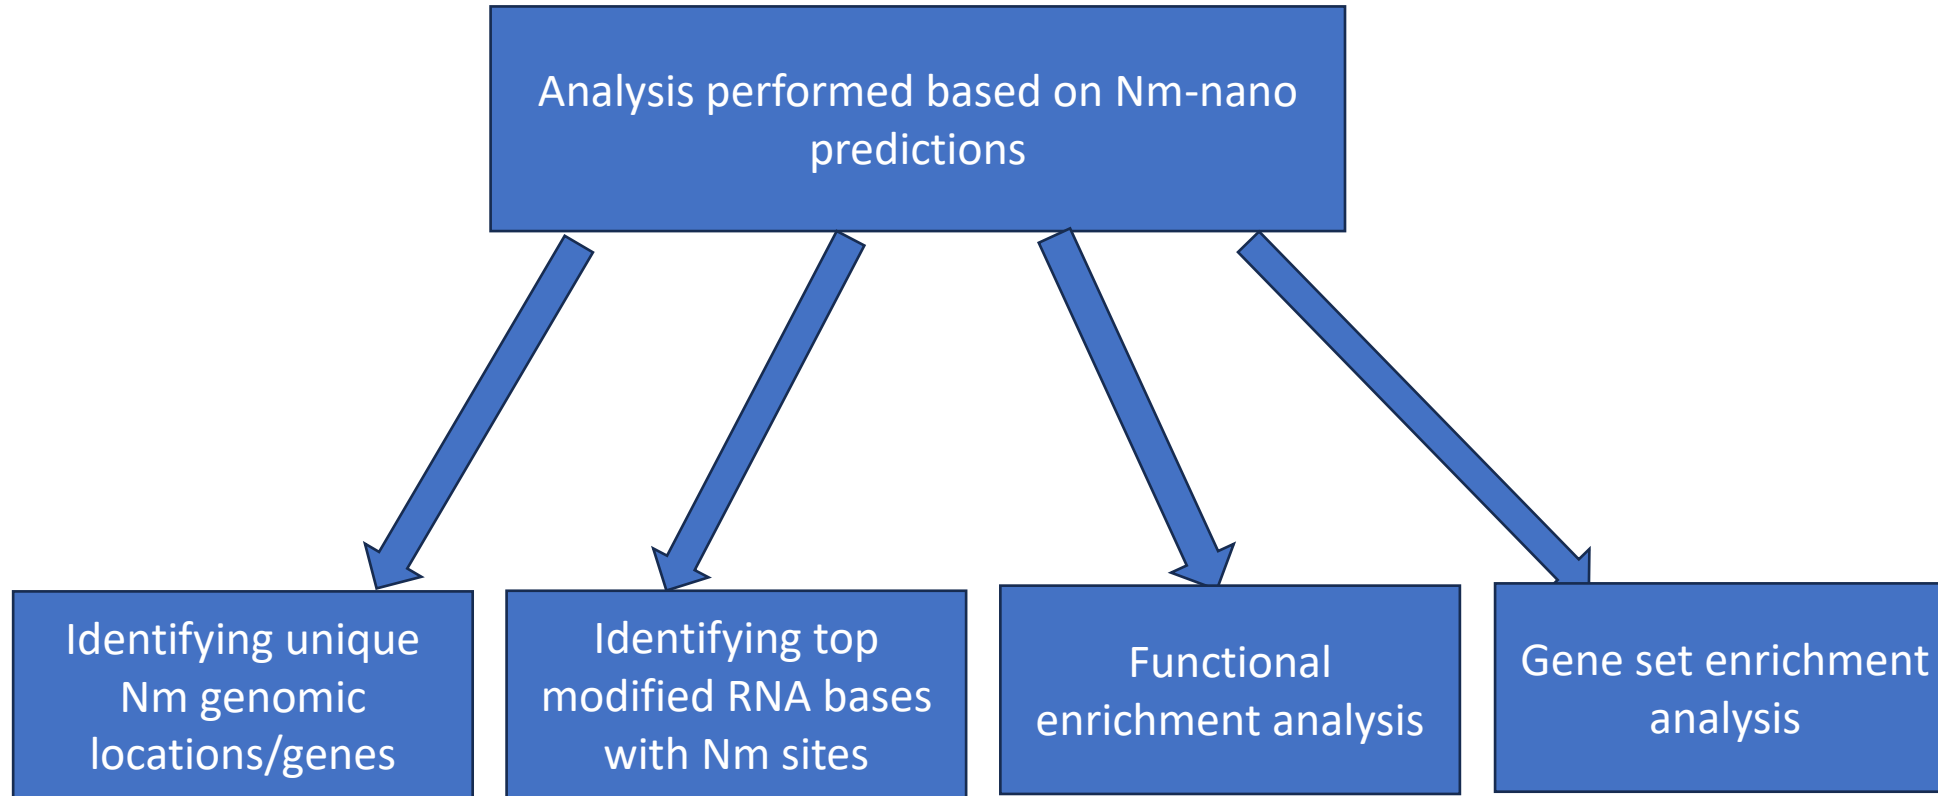 Analysis performed based on Nm-nano
predictions
Identifying unique
Nm genomic
locations/genes
Identifying top
modified RNA bases
with Nm sites
Functional
enrichment analysis
Gene set enrichment
analysis